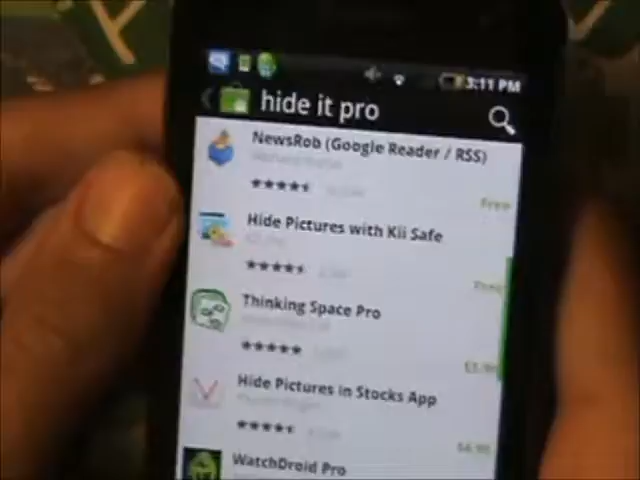 3:11 PM
hide it pro
NewsRob (Google Reader / RSS)
Free
Hide Pictures with Kii Safe
Free
Thinking Space Pro
Hide Pictures in Stocks App
WatchDroid Pro